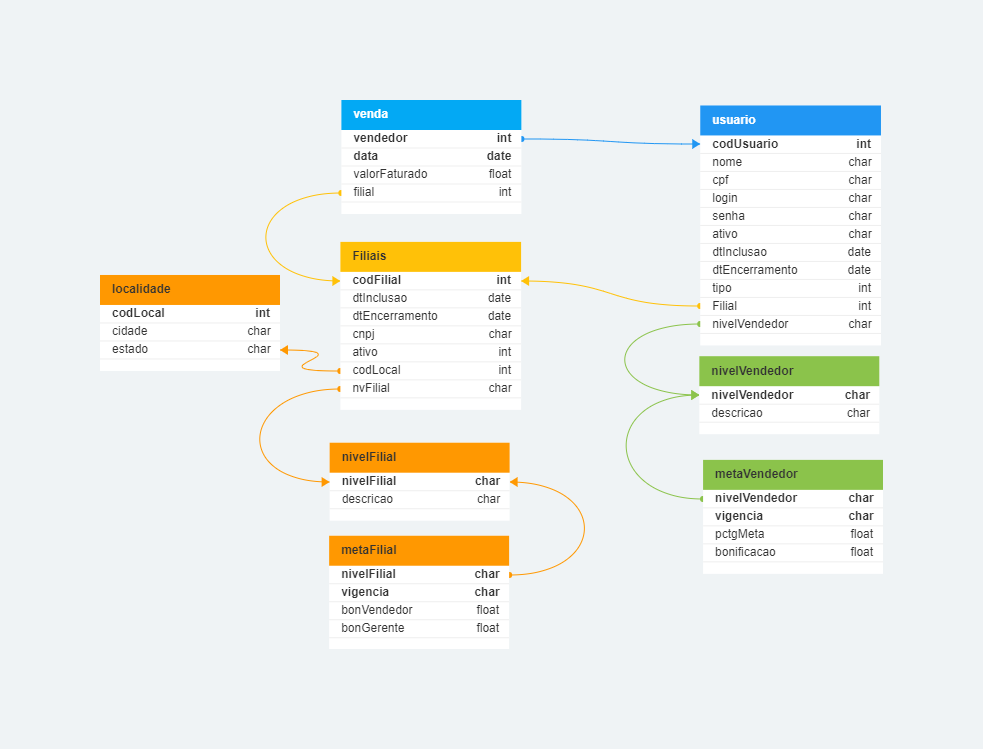 venda
vendedor int
data date
valorFaturado float
filial int
usuario
codUsuario int
nome char
cpf char
login char
senha char
ativo char
dtInclusao date
dtEncerramento date
tipo int
Filial int
nivelVendedor char
Filiais
codFilial int
dtInclusao date
dtEncerramento date
cnpj char
ativo int
codLocal int
nvFilial char
localidade
codLocal int
cidade char
estado char
nivelVendedor
nivelVendedor char
descricao char
nivelFilial
nivelFilial char
descricao char
metaVendedor
nivelVendedor char
vigencia char
pctgMeta float
bonificacao float
metaFilial
nivelFilial char
vigencia char
bonVendedor float
bonGerente float